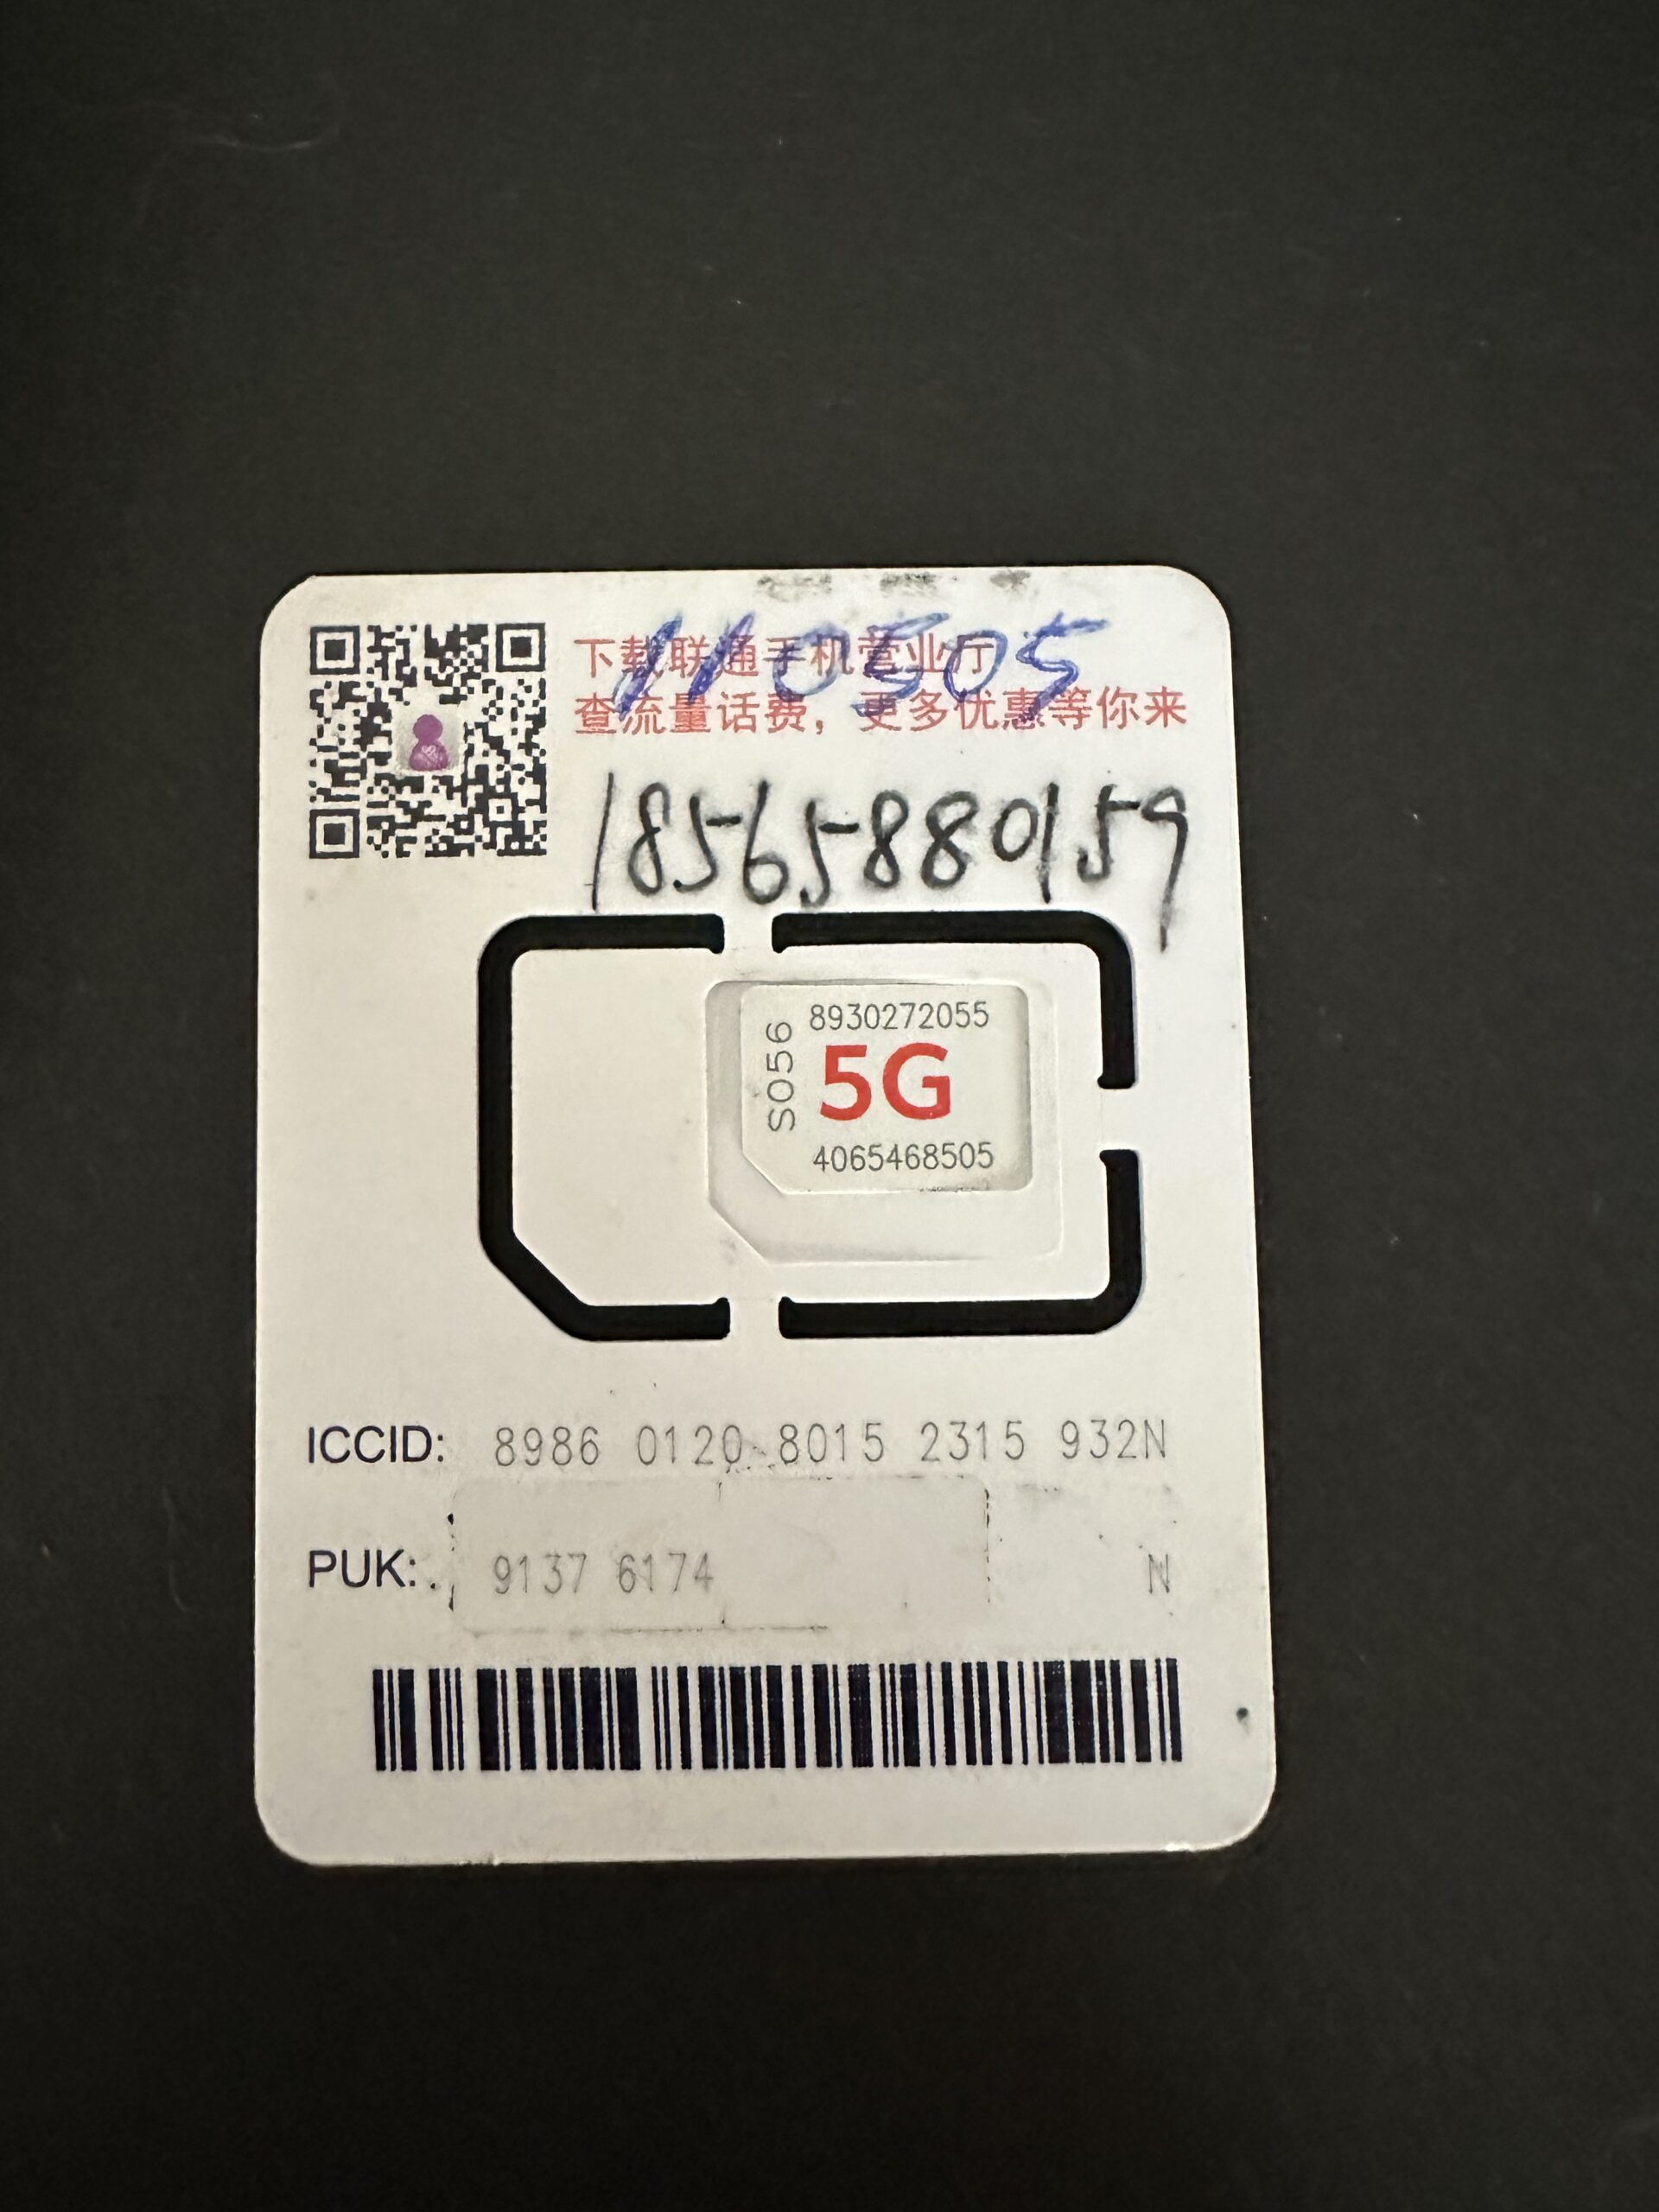 110505
下载联通手机营业厅
查流量话费，更多优惠等你来
18565880159
8930272055
S056
5G
4065468505
ICCID: 8986 0120 8015 2315 932N
PUK: 9137 6174 N